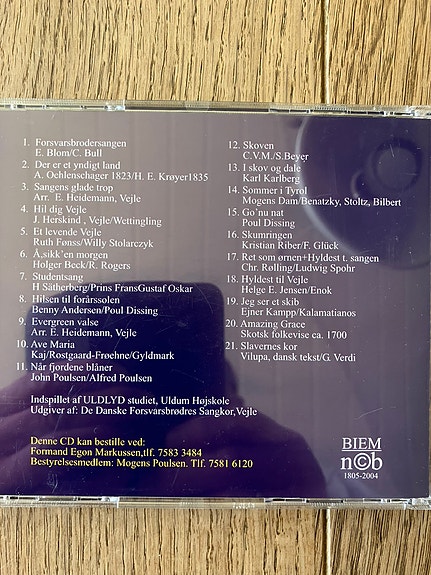 1. Forsvarsbrodersangen
E. Blom/C. Bull
2. Der er et yndigt land
A. Oehlenschager 1823/H. E. Krøyer1835
3. Sangens glade trop
Arr. E. Heidemann, Vejle
4. Hil dig Vejle
J. Herskind , Vejle/Wettingling
5. Et levende Vejle
Ruth Fønss/Willy Stolarczyk
6. Å,sikk'en morgen
Holger Beck/R. Rogers
7. Studentsang
H Sätherberg/Prins FransGustaf Oskar
8. Hilsen til forårssolen
Benny Andersen/Poul Dissing
9. Evergreen valse
Arr. E. Heidemann, Vejle
10. Ave Maria
Kaj/Rostgaard-Frøehne/Gyldmark
11. Når fjordene blåner
John Poulsen/Alfred Poulsen
12. Skoven
C.V.M./S.Beyer
13. I skov og dale
Karl Karlberg
14. Sommer i Tyrol
Mogens Dam/Benatzky, Stoltz, Bilbert
15. Go'nu nat
Poul Dissing
16. Skumringen
Kristian Riber/F. Glück
17. Ret som ørnen+Hyldest t. sangen
Chr. Rølling/Ludwig Spohr
18. Hyldest til Vejle
Helge E. Jensen/Enok
19. Jeg ser et skib
Ejner Kampp/Kalamatianos
20. Amazing Grace
Skotsk folkevise ca. 1700
21. Slavernes kor
Vilupa, dansk tekst/G. Verdi
Indspillet af ULDLYD studiet, Uldum Højskole
Udgiver af: De Danske Forsvarsbrødres Sangkor,Vejle
Denne CD kan bestille ved:
Formand Egon Markussen,tlf. 7583 3484
Bestyrelsesmedlem: Mogens Poulsen. Tlf. 7581 6120
BIEM
n©b
1805-2004